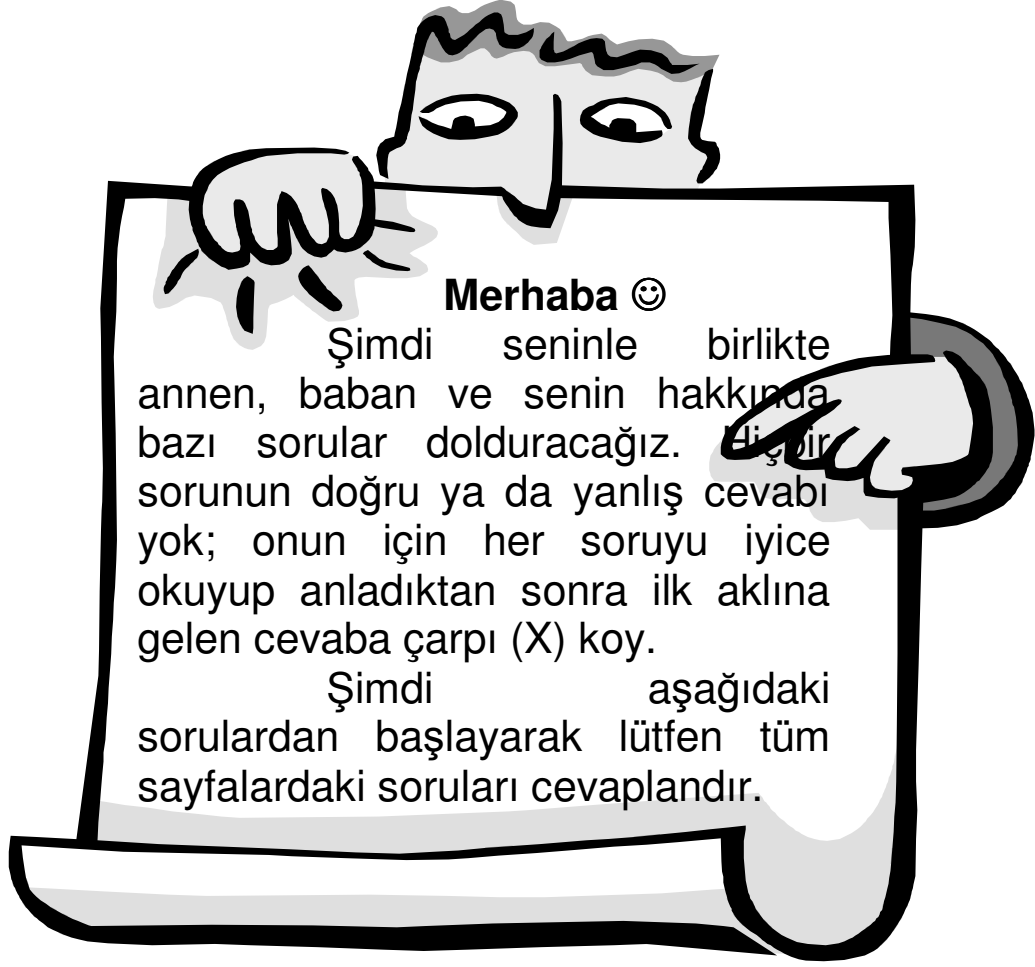 Merhaba ☺
Şimdi seninle birlikte
annen, baban ve senin hakkında
bazı sorular dolduracağız. Hiçbir
sorunun doğru ya da yanlış cevabı
yok; onun için her soruyu iyice
okuyup anladıktan sonra ilk aklına
gelen cevaba çarpı (X) koy.
Şimdi aşağıdaki
sorulardan başlayarak lütfen tüm
sayfalardaki soruları cevaplandır.